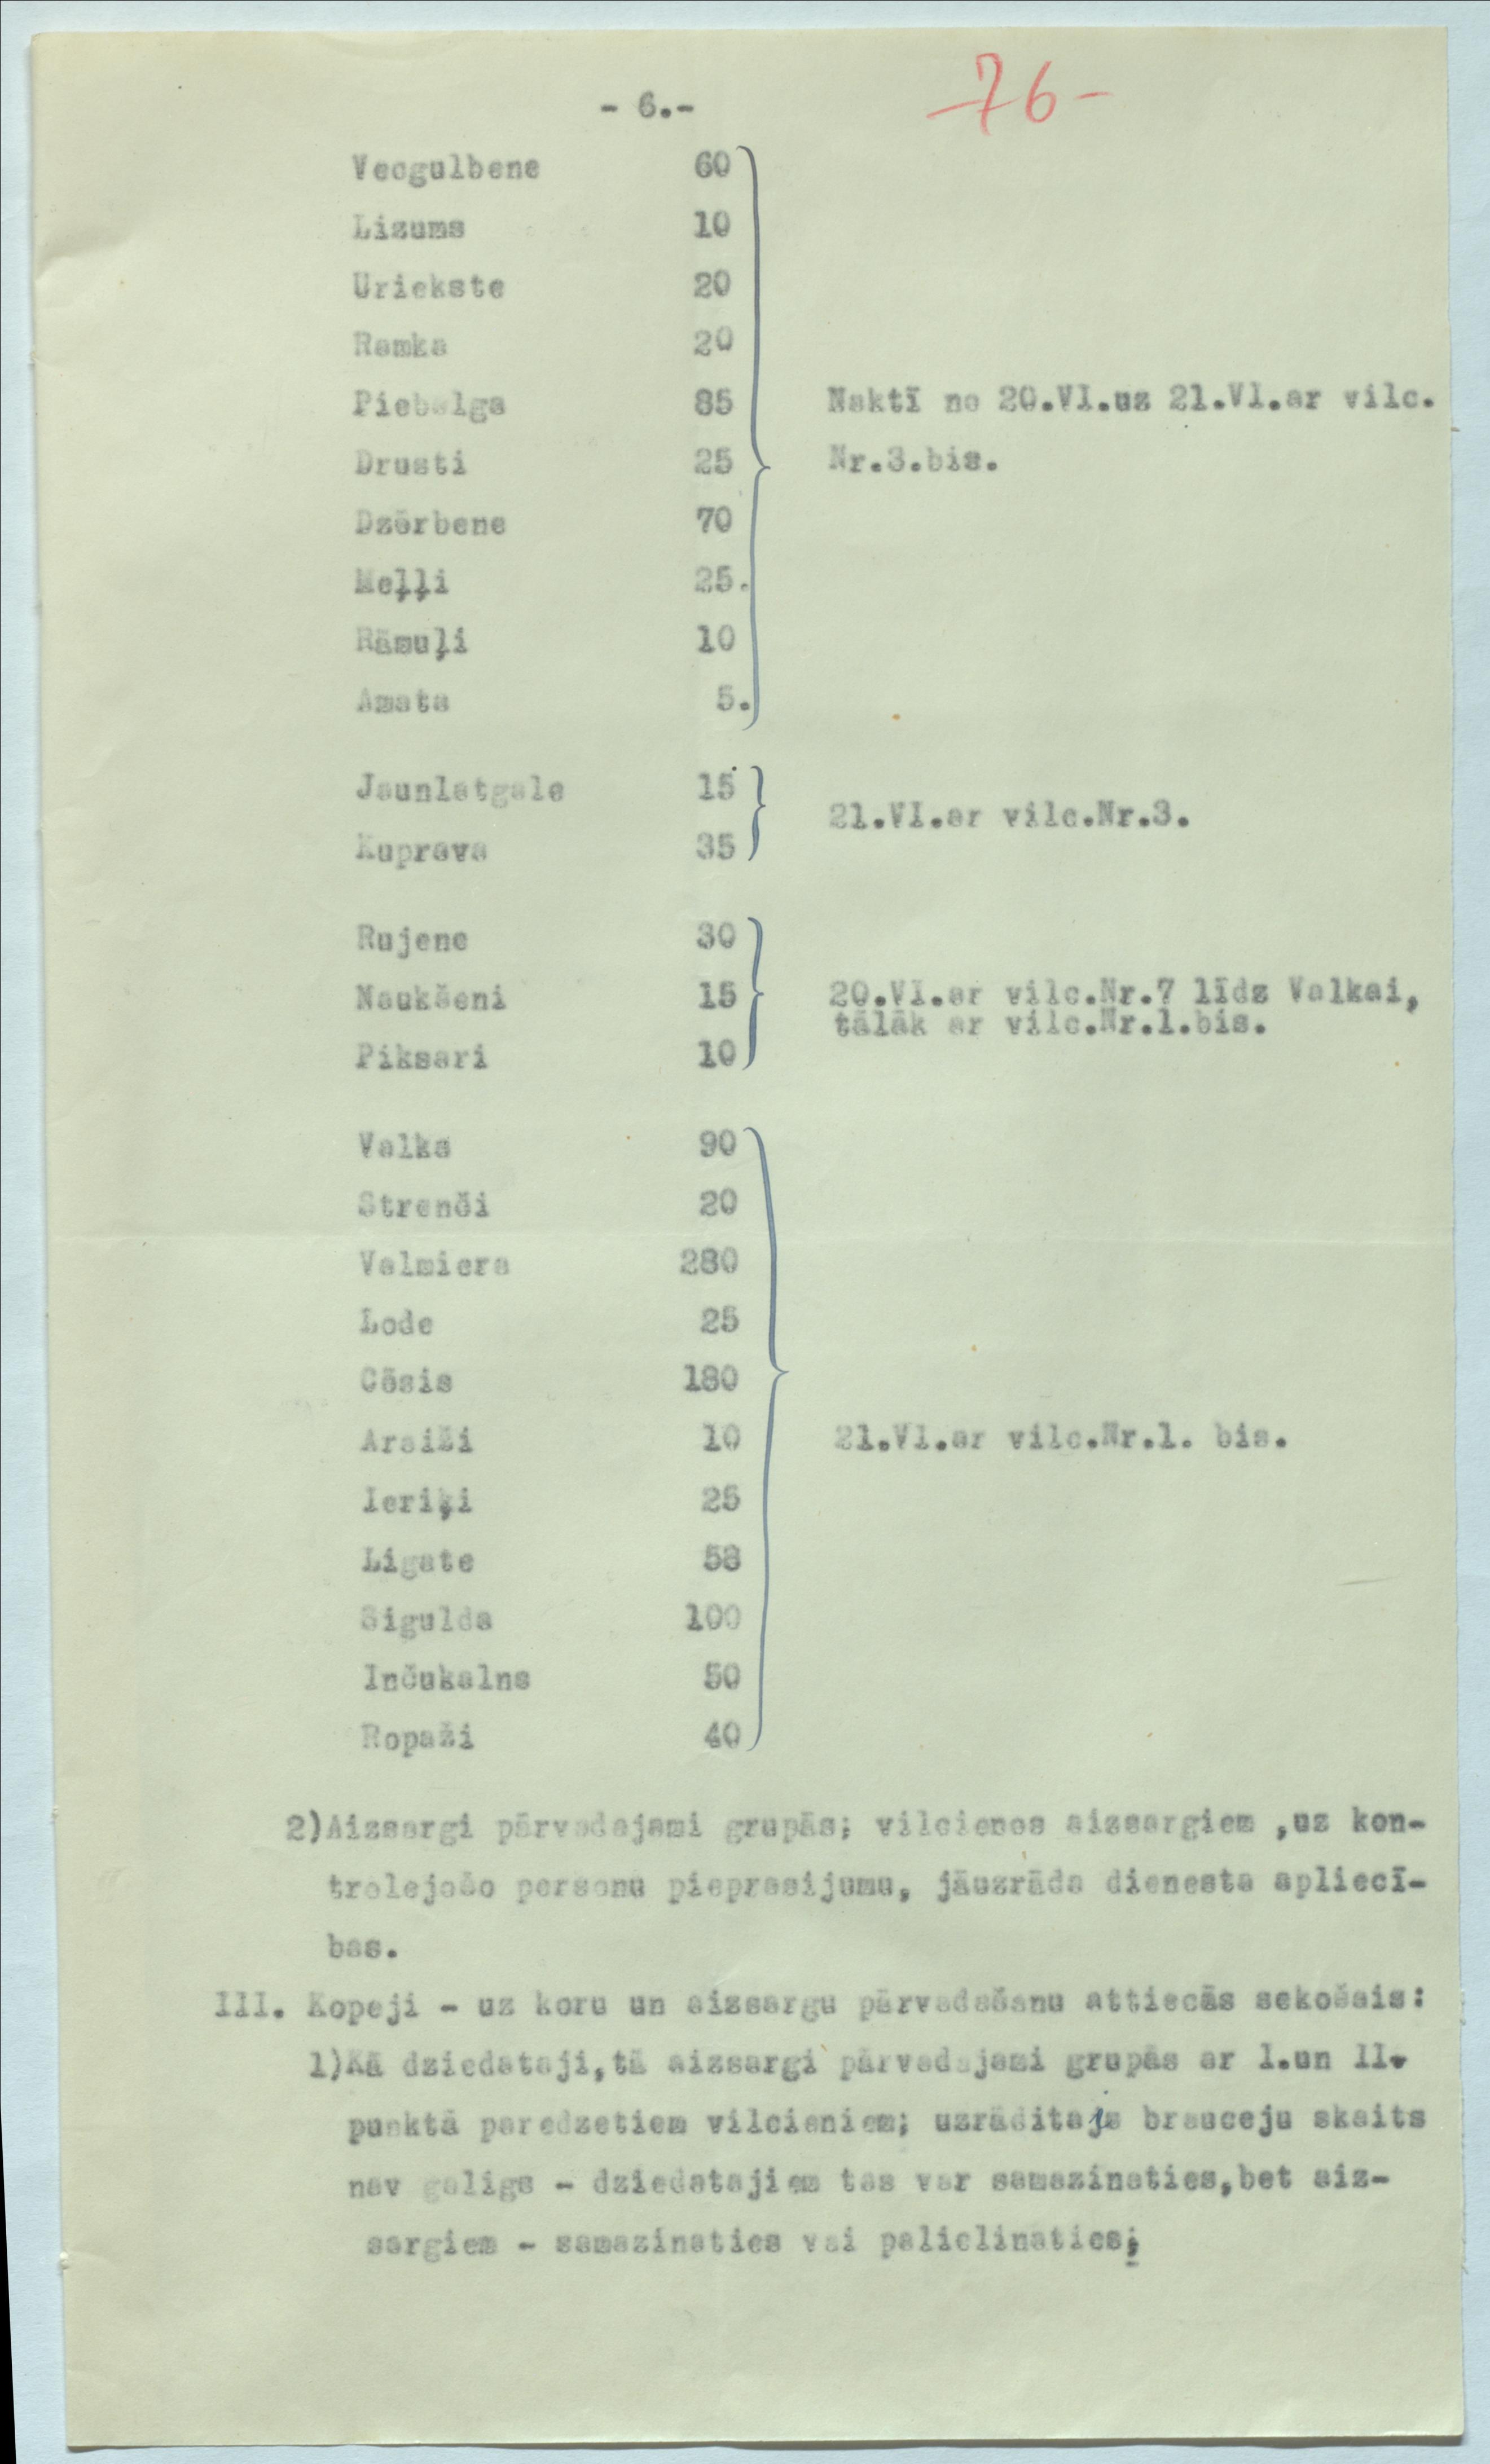 - 6.-
76-
Vecgulbene 60
Lizums 10
Uriekste 20
Ramka 20
Piebalga 85
Naktī no 20.VI.uz 21.VI.ar vilc.
Drusti 25
Nr.3.bis.
Dzērbene 70
Meļļi 25.
Rāmuļi 10
Amata 5.
Jaunlatgale 15
21.VI.ar vilc.Nr.3.
Kuprava 35
Rujene 30
Naukšeni 15
20.VI.ar vilc.Nr.7 līdz Valkai,
tālāk ar vilc.Nr.1.bis.
Piksari 10
Valka 90
Strenči 20
Valmiera 280
Lode 25
Cēsis 180
Araiši 10
21.VI.ar vilc.Nr.1. bis.
Ieriķi 25
Ligate 58
Sigulda 100
Inčukalns 50
Ropaži 40
2)Aizsargi pārvadajami grupās; vilcienos aizsargiem ,uz kon-
trolejošo personu pieprasijumu, jāuzrāda dienesta apliecī-
bas.
III. Kopeji - uz koru un aizsargu pārvadašanu attiecās sekošais:
1)Kā dziedataji,tā aizsargi pārvadajami grupās ar I.un II.
punktā paredzetiem vilcieniem; uzrāditajs brauceju skaits
nav galigs - dziedatajiem tas var samazinaties,bet aiz-
sargiem - samazinaties vai palielinaties;